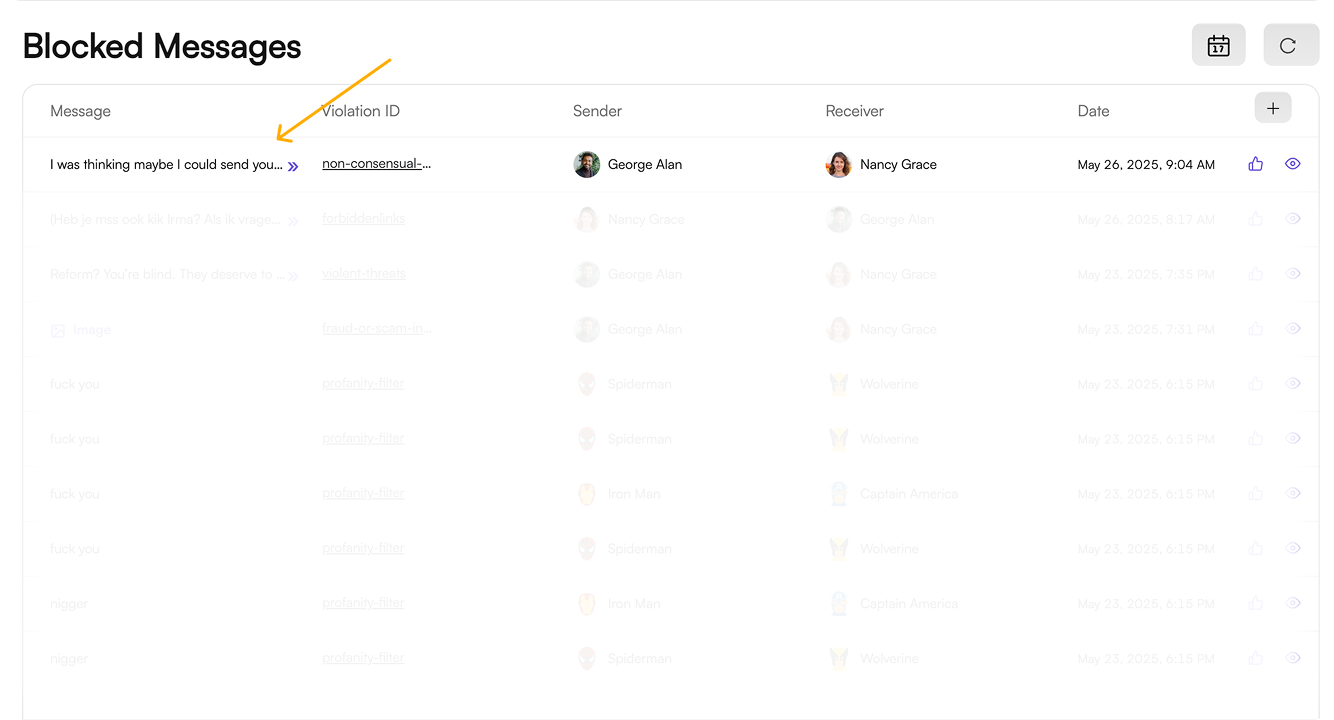 Blocked Messages
17
Message Violation ID Sender Receiver Date
I was thinking maybe I could send you... non-consensual-... George Alan Nancy Grace May 26, 2025, 9:04 AM
(Heb je mss ook kik Irma? Als ik vrage... forbiddenlinks Nancy Grace George Alan May 26, 2025, 8:17 AM
Reform? You're blind. They deserve to ... violent-threats George Alan Nancy Grace May 23, 2025, 7:35 PM
Image fraud-or-scam-in... George Alan Nancy Grace May 23, 2025, 7:31 PM
fuck you profanity-filter Spiderman Wolverine May 23, 2025, 6:15 PM
fuck you profanity-filter Spiderman Wolverine May 23, 2025, 6:15 PM
fuck you profanity-filter Iron Man Captain America May 23, 2025, 6:15 PM
fuck you profanity-filter Spiderman Wolverine May 23, 2025, 6:15 PM
nigger profanity-filter Iron Man Captain America May 23, 2025, 6:15 PM
nigger profanity-filter Spiderman Wolverine May 23, 2025, 6:15 PM